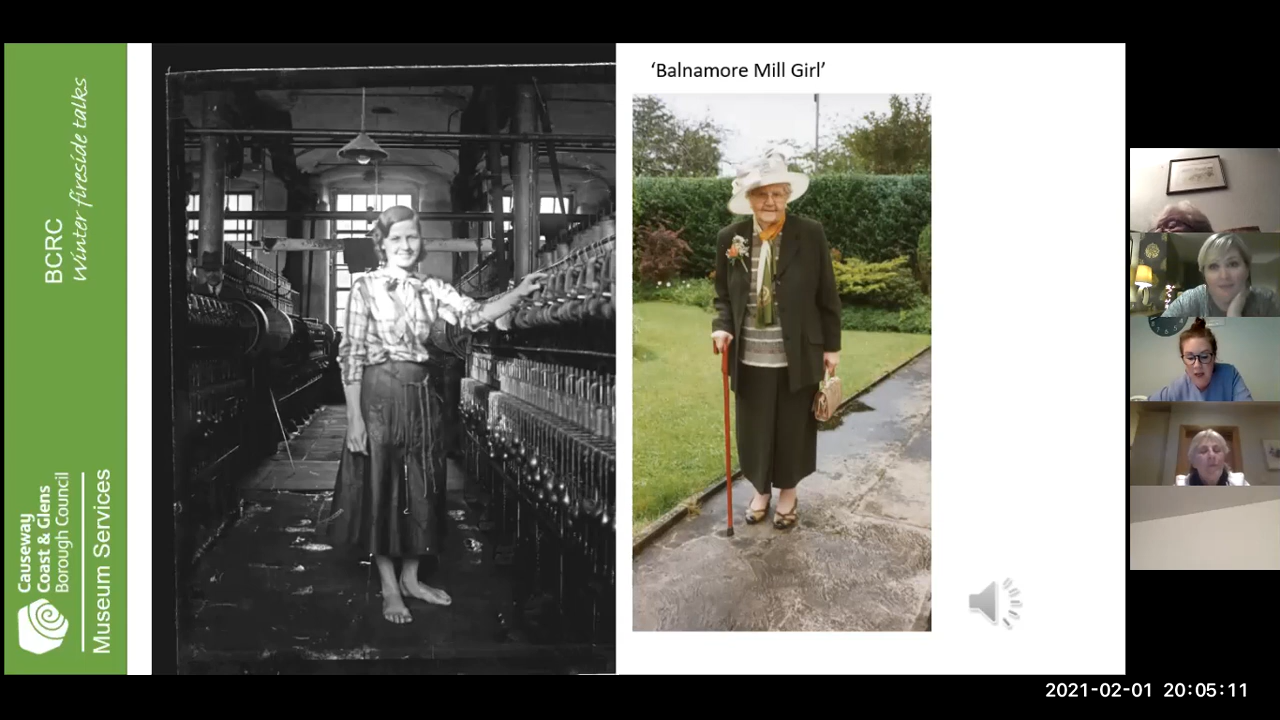 BCRC
Winter fireside talks
Causeway
Coast & Glens
Borough Council
Museum Services
‘Balnamore Mill Girl’
2021-02-01 20:05:11